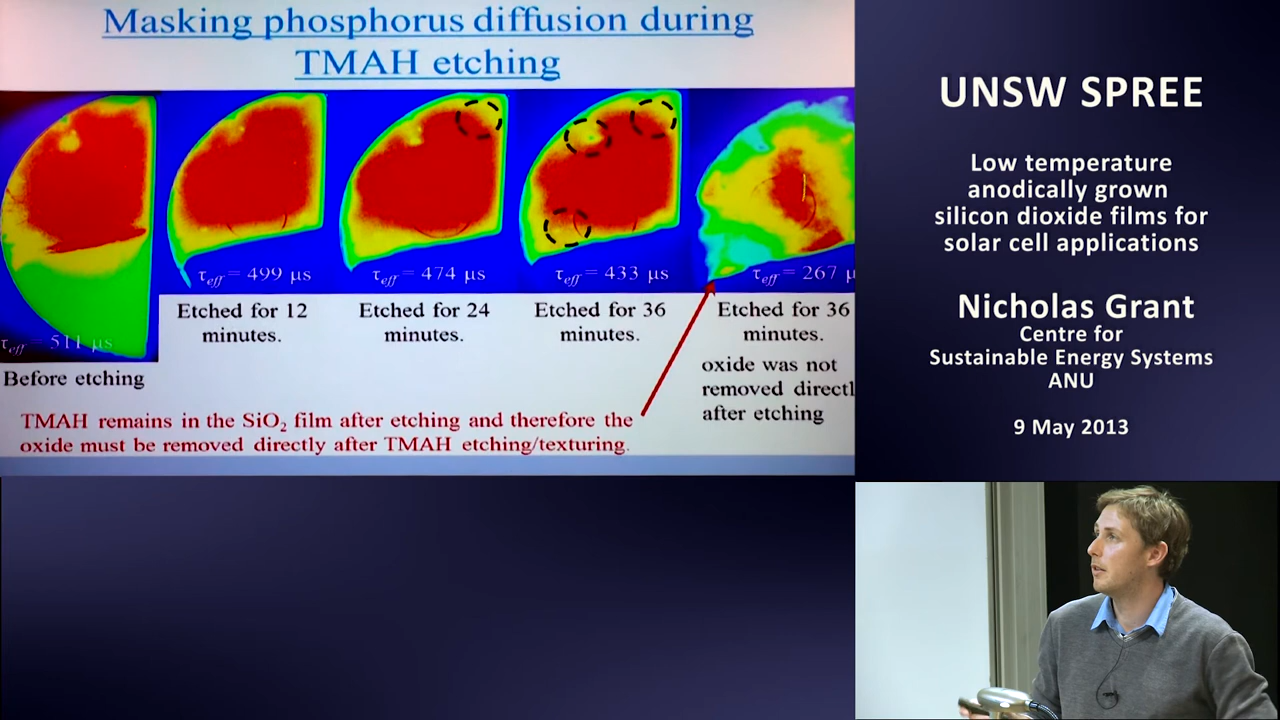 Masking phosphorus diffusion during
TMAH etching
τeff = 511 μs
τeff = 499 μs
τeff = 474 μs
τeff = 433 μs
τeff = 267 μ
Before etching
Etched for 12
minutes.
Etched for 24
minutes.
Etched for 36
minutes.
Etched for 36
minutes.
oxide was not
removed directl
after etching
TMAH remains in the SiO₂ film after etching and therefore the
oxide must be removed directly after TMAH etching/texturing.
UNSW SPREE
Low temperature
anodically grown
silicon dioxide films for
solar cell applications
Nicholas Grant
Centre for
Sustainable Energy Systems
ANU
9 May 2013